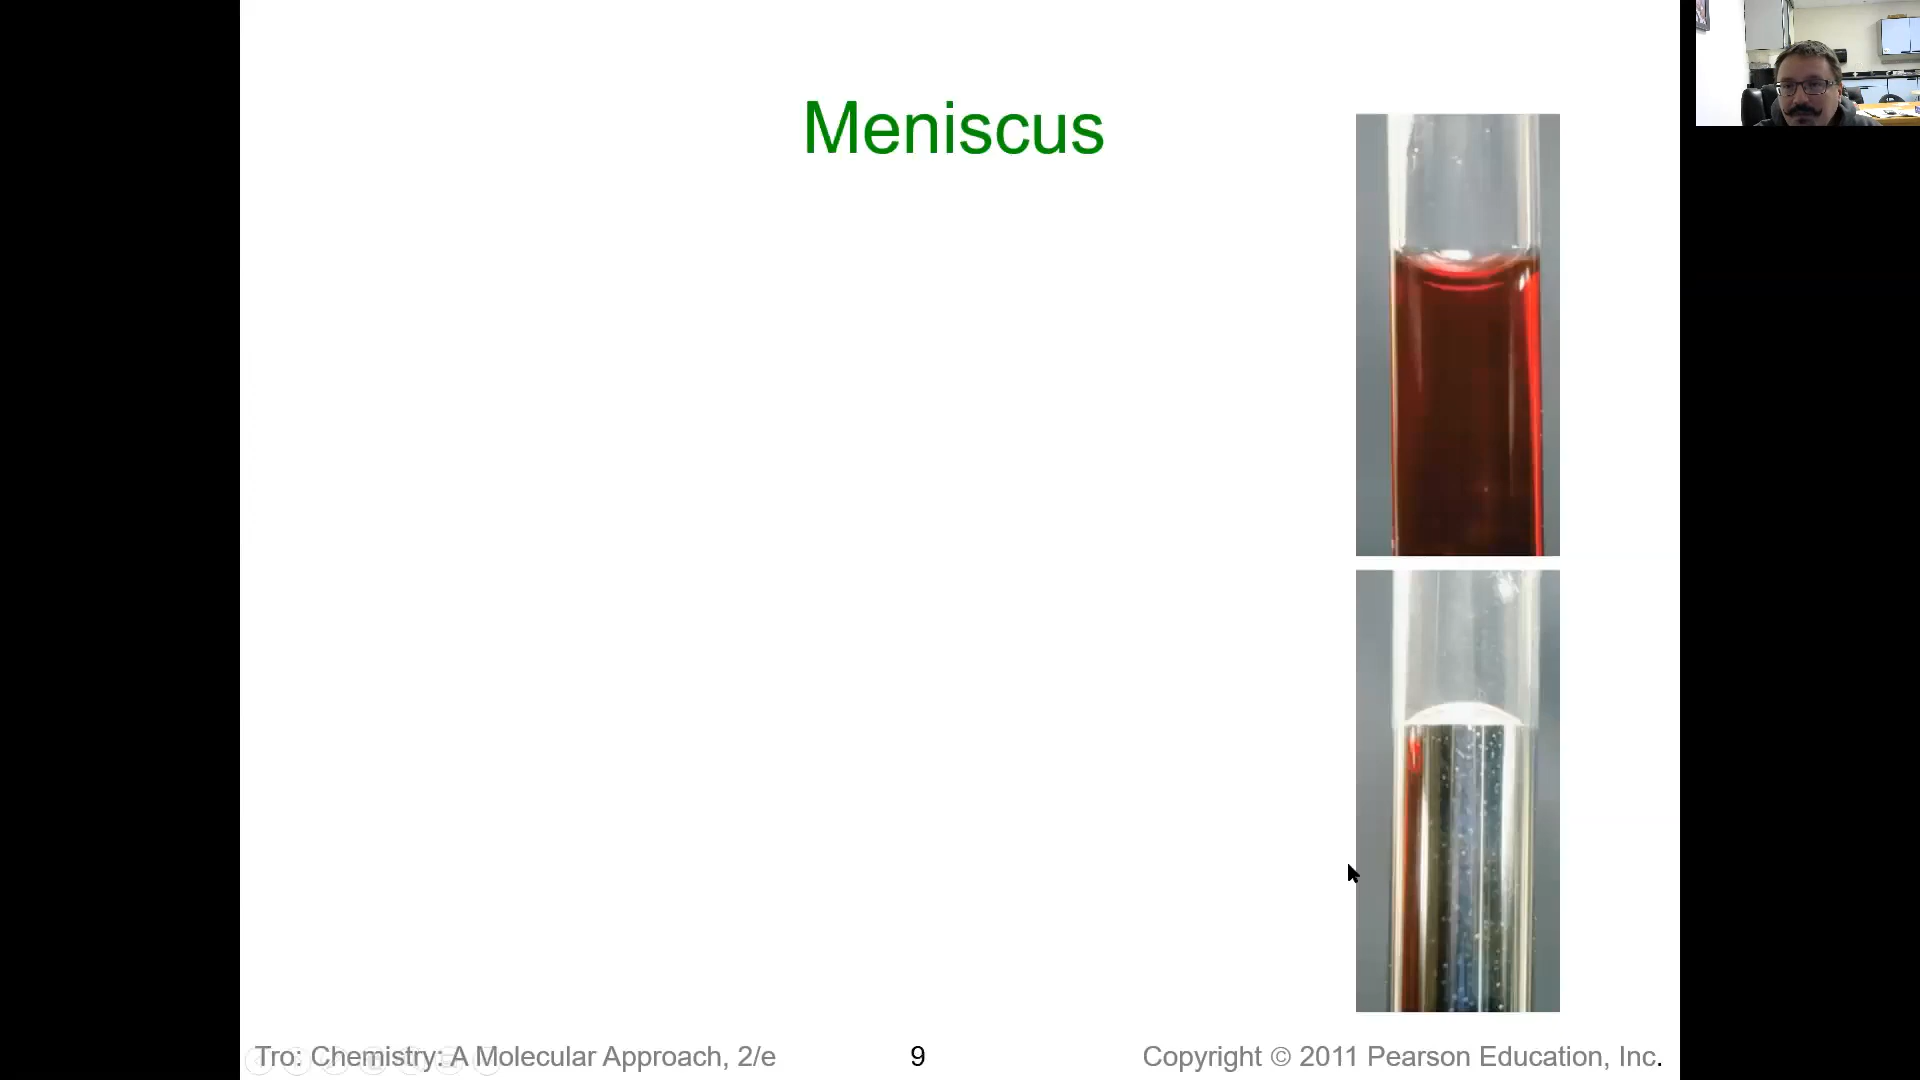 Meniscus
Tro: Chemistry: A Molecular Approach, 2/e
9
Copyright © 2011 Pearson Education, Inc.